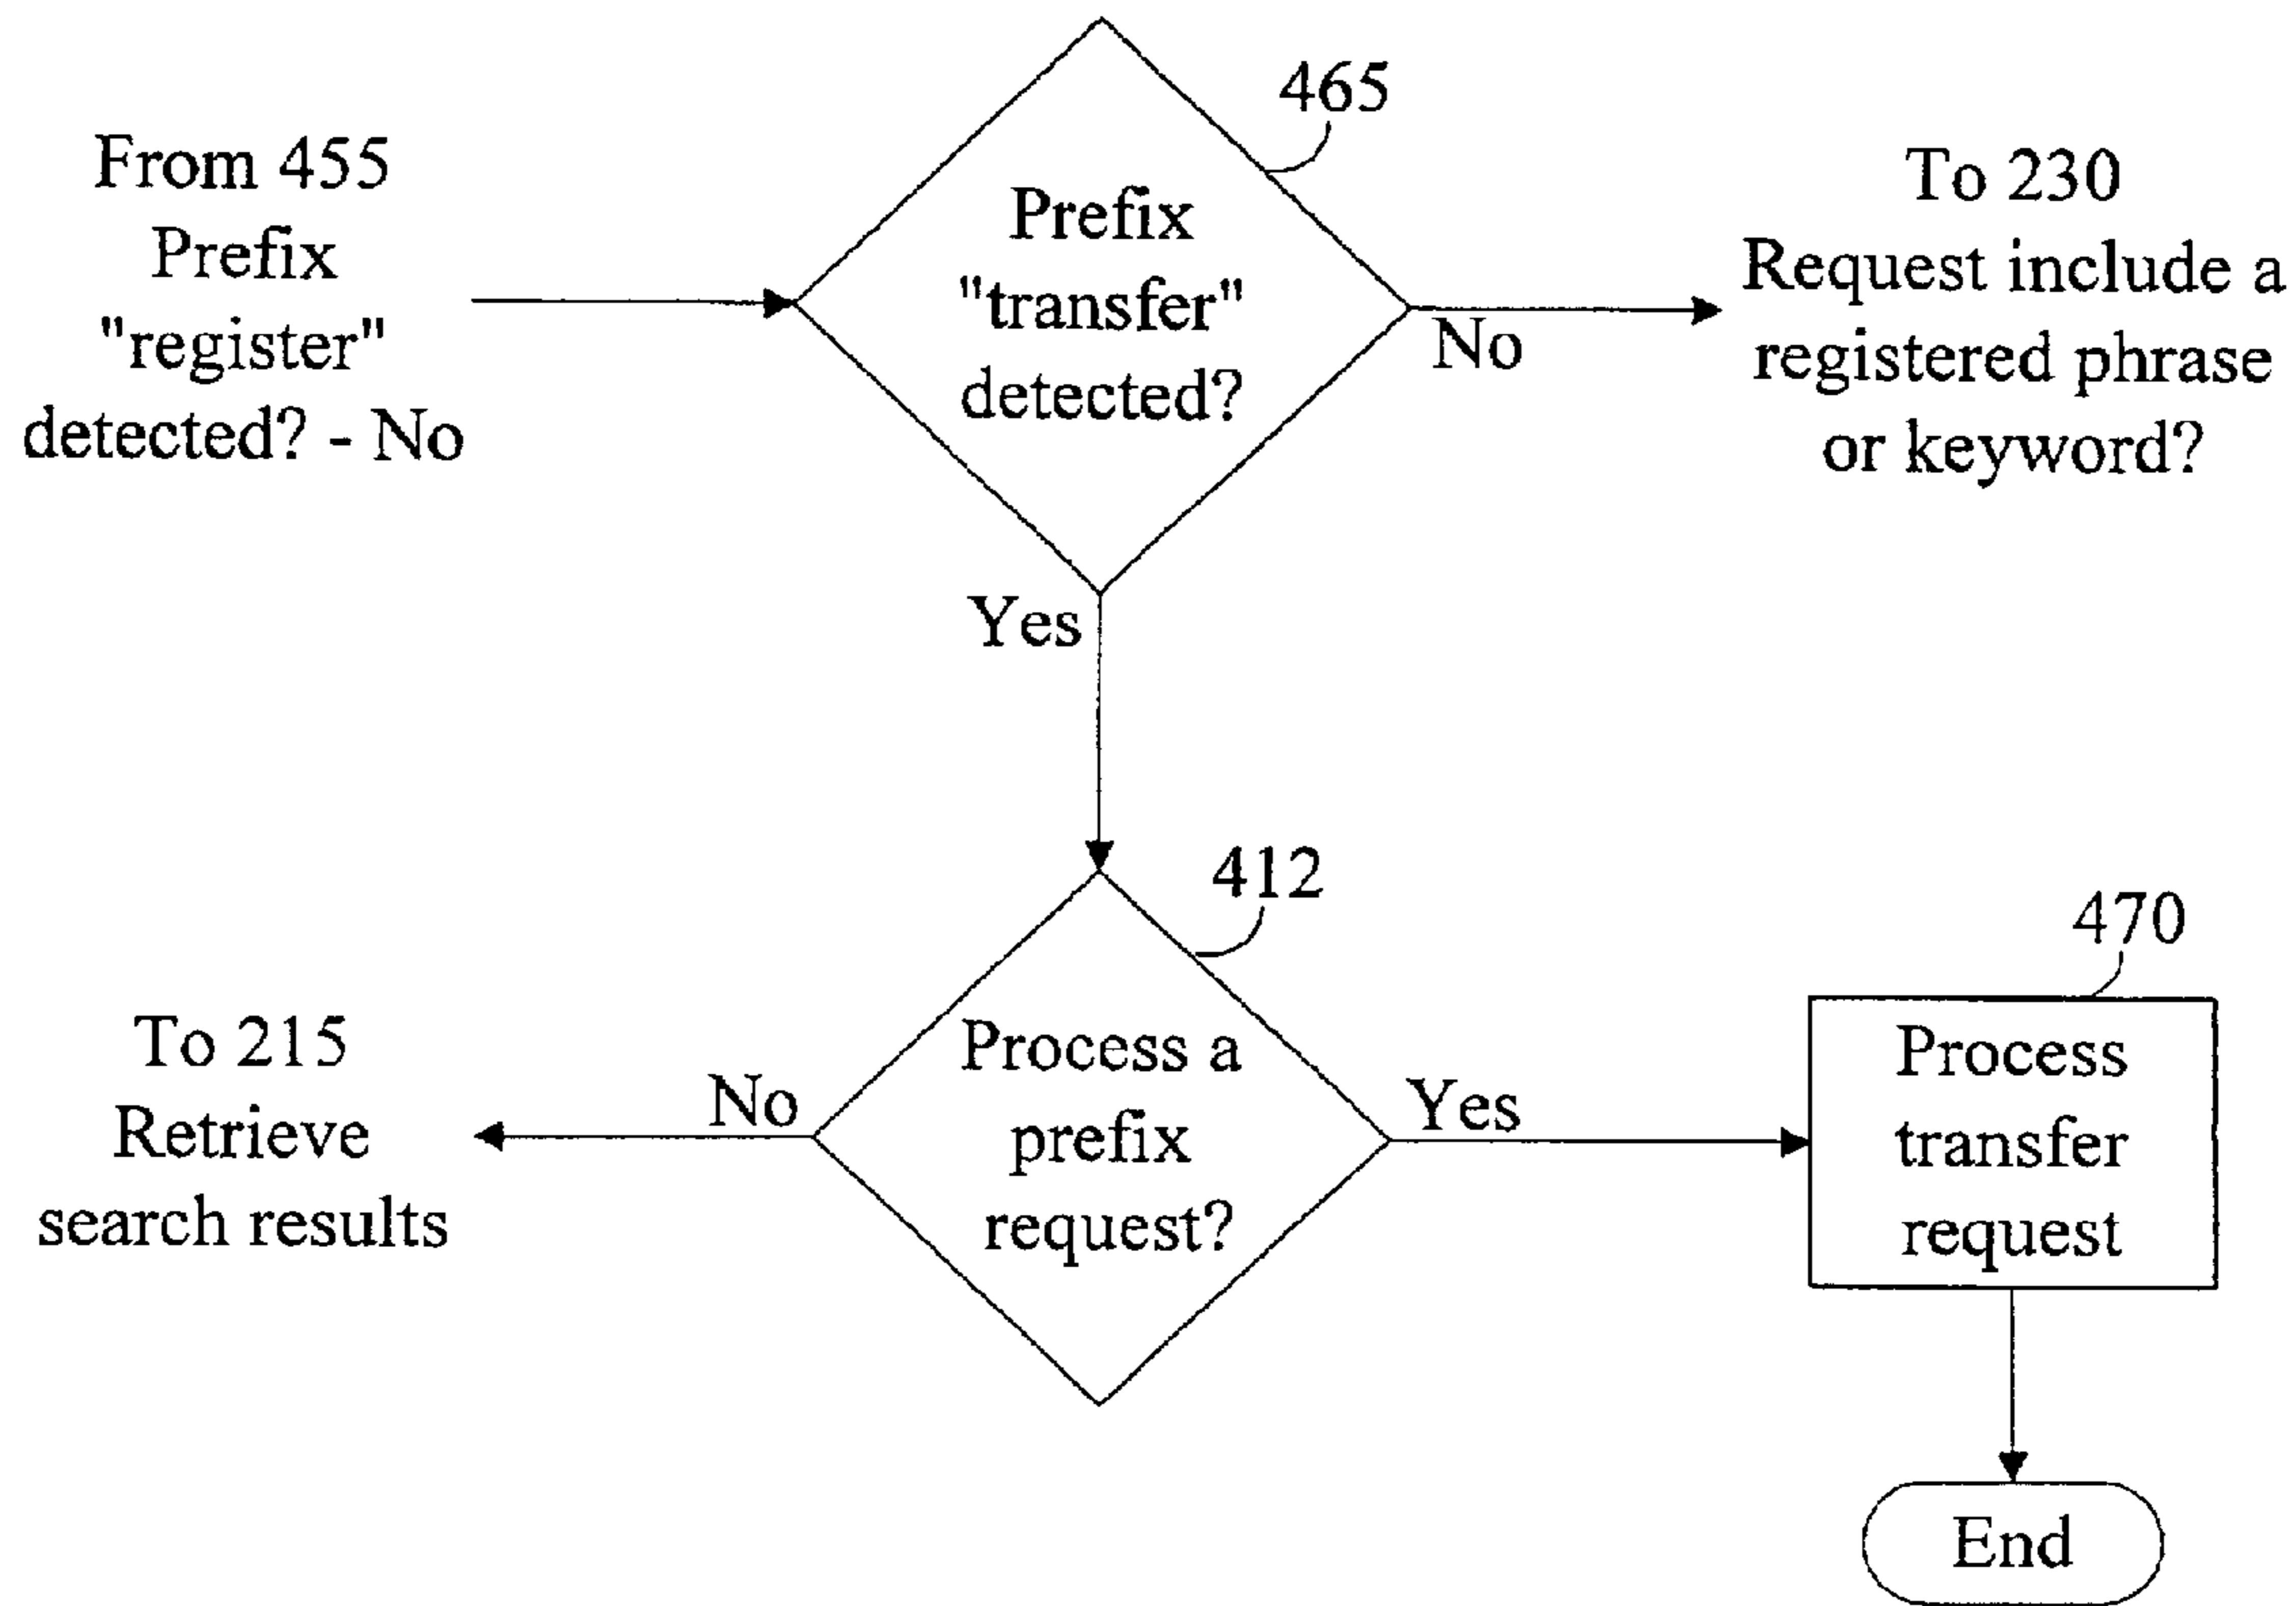 465
From 455
Prefix
"register"
detected? - No
Prefix
"transfer"
detected?
No
To 230
Request include a
registered phrase
or keyword?
Yes
412
Process a
prefix
request?
No
To 215
Retrieve
search results
Yes
470
Process
transfer
request
End